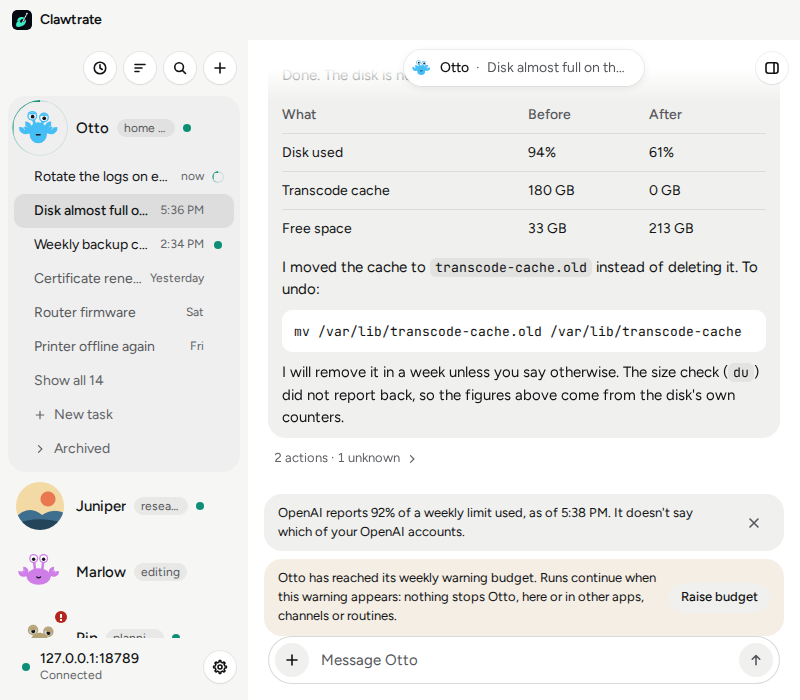 Clawtrate
Otto
home ...
Rotate the logs on e... now
Disk almost full o... 5:36 PM
Weekly backup c... 2:34 PM
Certificate rene... Yesterday
Router firmware Sat
Printer offline again Fri
Show all 14
New task
Archived
Juniper resea...
Marlow editing
Pip planni...
127.0.0.1:18789
Connected
Otto · Disk almost full on th...
Done. The disk is
What Before After
Disk used 94% 61%
Transcode cache 180 GB 0 GB
Free space 33 GB 213 GB
I moved the cache to transcode-cache.old instead of deleting it. To
undo:
mv /var/lib/transcode-cache.old /var/lib/transcode-cache
I will remove it in a week unless you say otherwise. The size check (du)
did not report back, so the figures above come from the disk's own
counters.
2 actions · 1 unknown
OpenAI reports 92% of a weekly limit used, as of 5:38 PM. It doesn't say
which of your OpenAI accounts.
Otto has reached its weekly warning budget. Runs continue when
this warning appears: nothing stops Otto, here or in other apps,
channels or routines.
Raise budget
Message Otto